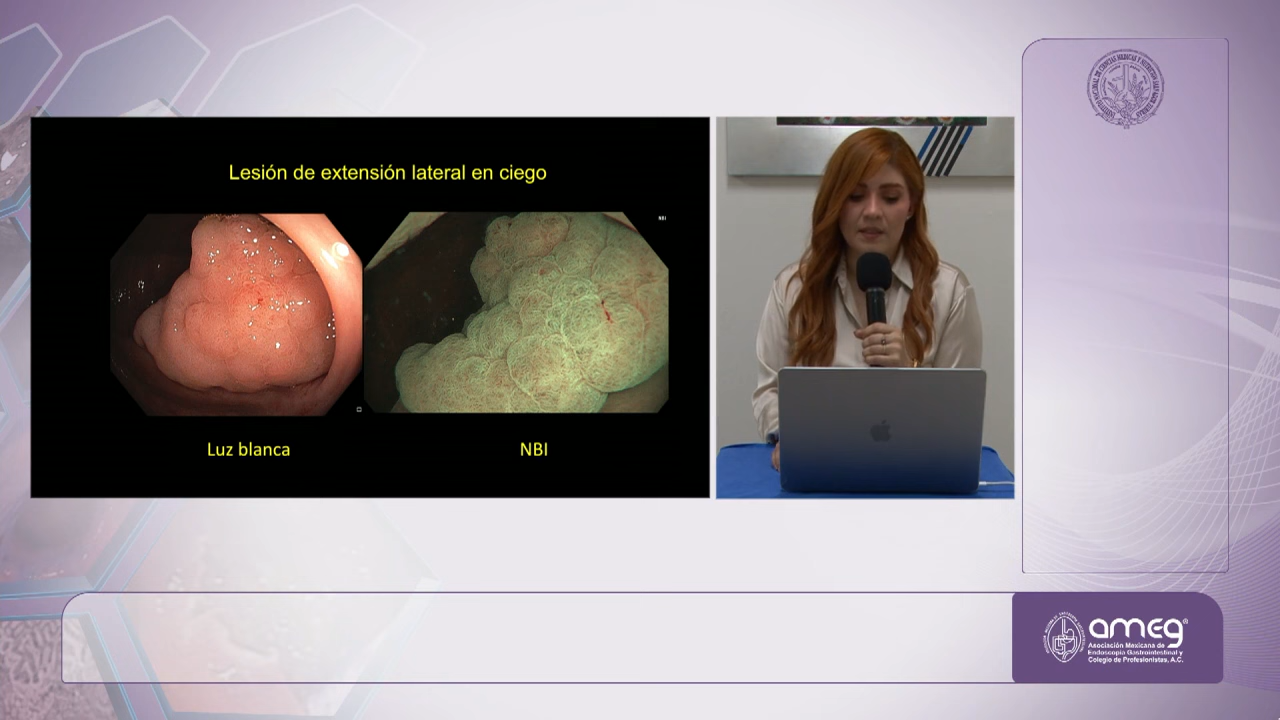 Lesión de extensión lateral en ciego
NBI
Luz blanca
NBI
ameg®
Asociación Mexicana de
Endoscopia Gastrointestinal y
Colegio de Profesionistas, A.C.